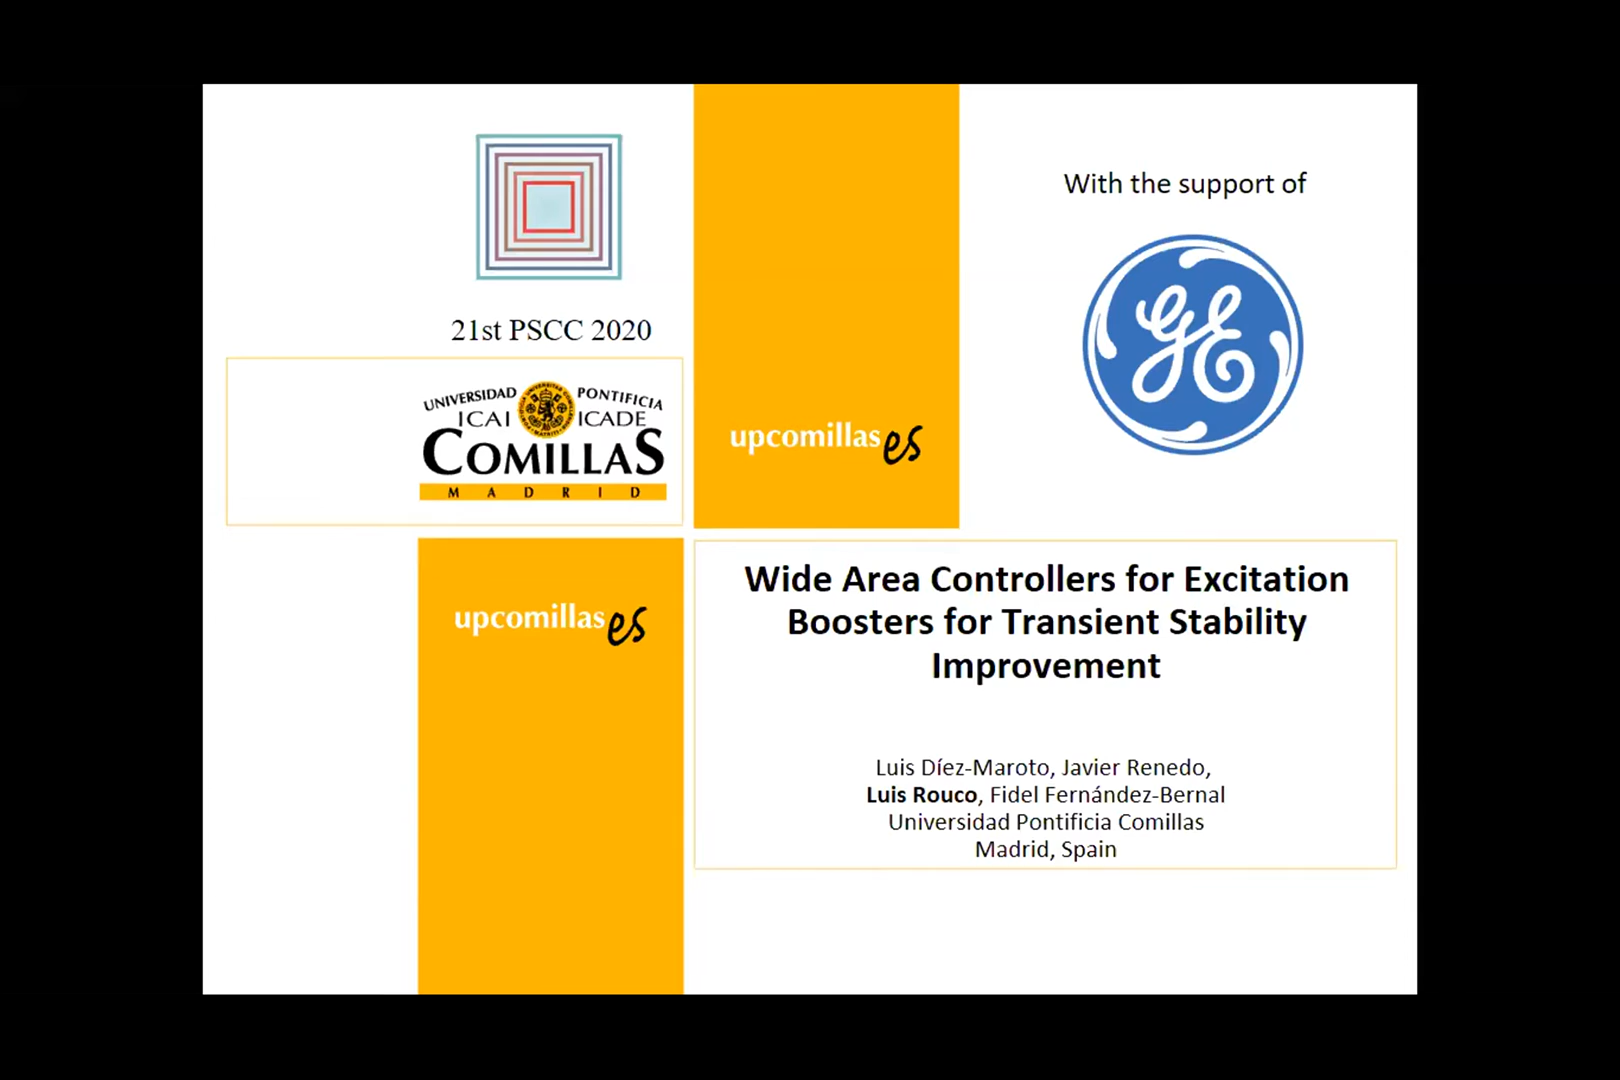 21st PSCC 2020
UNIVERSIDAD PONTIFICIA
ICAI ICADE
COMILLAS
MADRID
upcomillas es
With the support of
GE
upcomillas es
Wide Area Controllers for Excitation
Boosters for Transient Stability
Improvement
Luis Díez-Maroto, Javier Renedo,
Luis Rouco, Fidel Fernández-Bernal
Universidad Pontificia Comillas
Madrid, Spain